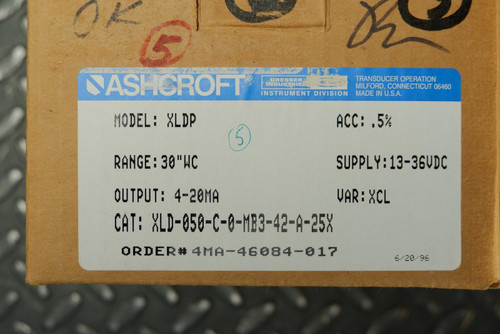 OK
5
ASHCROFT®
DRESSER
INDUSTRIES
INSTRUMENT DIVISION
TRANSDUCER OPERATION
MILFORD, CONNECTICUT 06460
MADE IN U.S.A.
MODEL: XLDP
ACC: .5%
5
RANGE: 30"WC
SUPPLY:13-36VDC
OUTPUT: 4-20MA
VAR:XCL
CAT: XLD-050-C-0-MB3-42-A-25X
ORDER# 4MA-46084-017
6/20/96